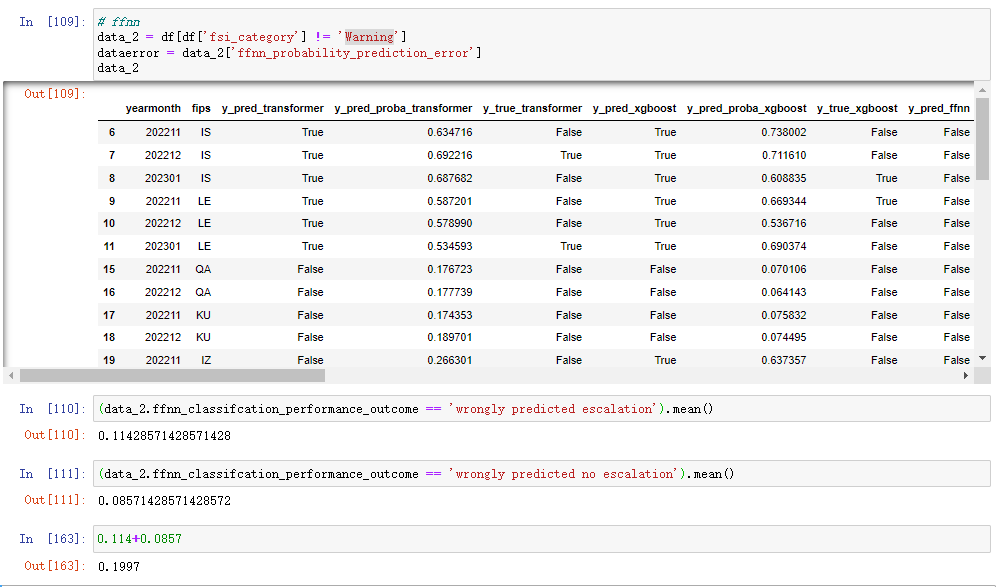 In [109]: # ffnn
data_2 = df[df['fsi_category'] != 'Warning']
dataerror = data_2['ffnn_probability_prediction_error']
data_2
Out[109]:
yearmonth fips y_pred_transformer y_pred_proba_transformer y_true_transformer y_pred_xgboost y_pred_proba_xgboost y_true_xgboost y_pred_ffnn
6 202211 IS True 0.634716 False True 0.738002 False False
7 202212 IS True 0.692216 True True 0.711610 False False
8 202301 IS True 0.687682 False True 0.608835 True False
9 202211 LE True 0.587201 False True 0.669344 True False
10 202212 LE True 0.578990 False True 0.536716 False False
11 202301 LE True 0.534593 True True 0.690374 False False
15 202211 QA False 0.176723 False False 0.070106 False False
16 202212 QA False 0.177739 False False 0.064143 False False
17 202211 KU False 0.174353 False False 0.075832 False False
18 202212 KU False 0.189701 False False 0.074495 False False
19 202211 IZ False 0.266301 False True 0.637357 False False
In [110]: (data_2.ffnn_classifcation_performance_outcome == 'wrongly predicted escalation').mean()
Out[110]: 0.11428571428571428
In [111]: (data_2.ffnn_classifcation_performance_outcome == 'wrongly predicted no escalation').mean()
Out[111]: 0.08571428571428572
In [163]: 0.114+0.0857
Out[163]: 0.1997